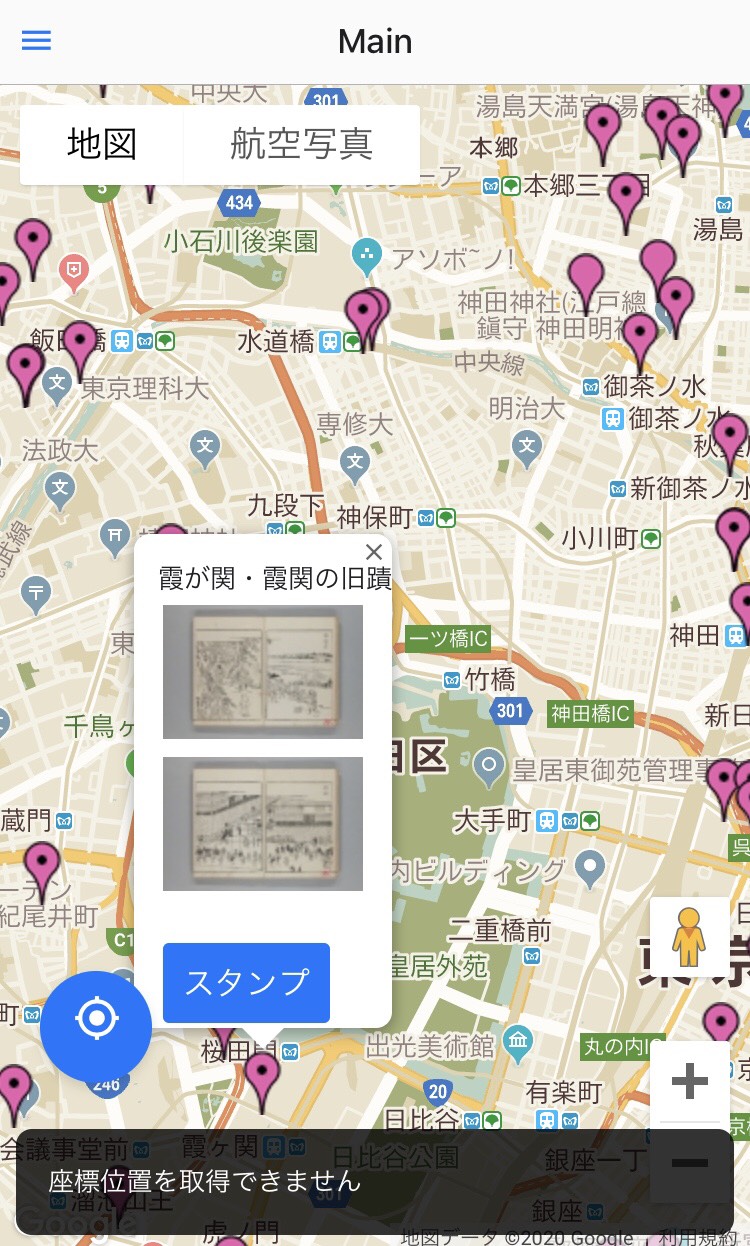 Main
中央大
301
湯島天満宮(湯島天神
地図
航空写真
本郷
5
434
本郷三丁目
湯島
小石川後楽園
アソボ~ノ!
神田神社(江戸總
鎮守 神田明神
飯田橋
水道橋
中央線
東京理科大
御茶ノ水
明治大
御茶ノ水
専修大
法政大
新御茶ノ水
九段下
神保町
小川町
霞が関・霞関の旧蹟
一ツ橋IC
神田
竹橋
301
神田橋IC
新日
千鳥ヶ
田区
皇居東御苑管理事
蔵門
大手町
呉
内ビルディング
紀尾井町
二重橋前
C1
皇居外苑
スタンプ
町
桜田門
出光美術館
丸の内IC
246
20
有楽町
日比谷
会議事堂前
霞ヶ関
日比谷公園
銀座一丁
座標位置を取得できません
溜池山王
301
銀座
Google
虎ノ門
地図データ ©2020 Google
利用規約